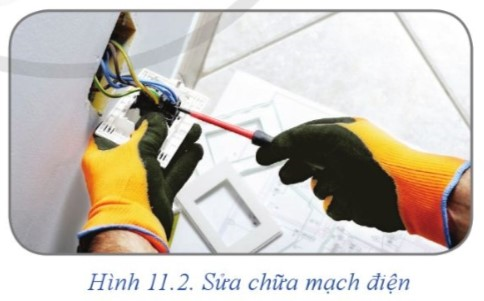 Hình 11.2. Sửa chữa mạch điện